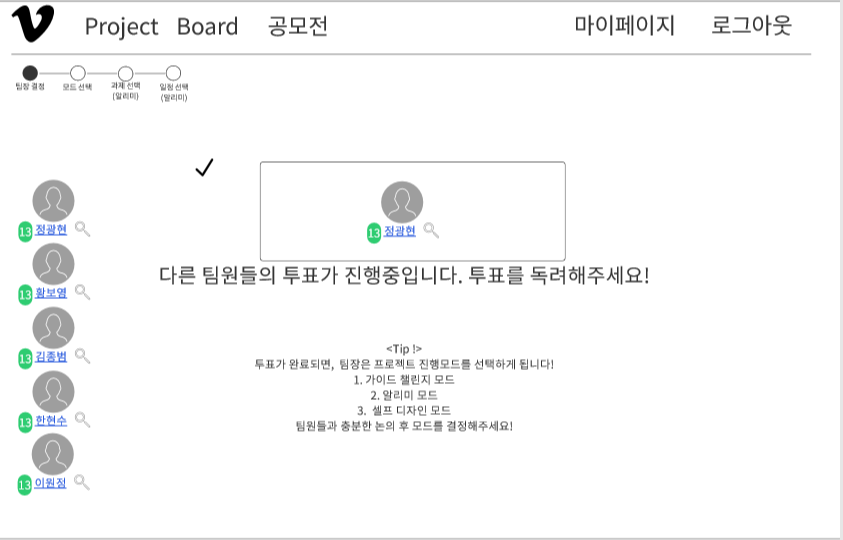 Project Board 공모전 마이페이지 로그아웃
팀장 결정 모드 선택 과제 선택 일정 선택
(알리미) (알리미)
13 정광현
13 정광현
다른 팀원들의 투표가 진행중입니다. 투표를 독려해주세요!
13 황보영
13 김종범
13 한현수
13 이원정
<Tip !>
투표가 완료되면, 팀장은 프로젝트 진행모드를 선택하게 됩니다!
1. 가이드 챌린지 모드
2. 알리미 모드
3. 셀프 디자인 모드
팀원들과 충분한 논의 후 모드를 결정해주세요!